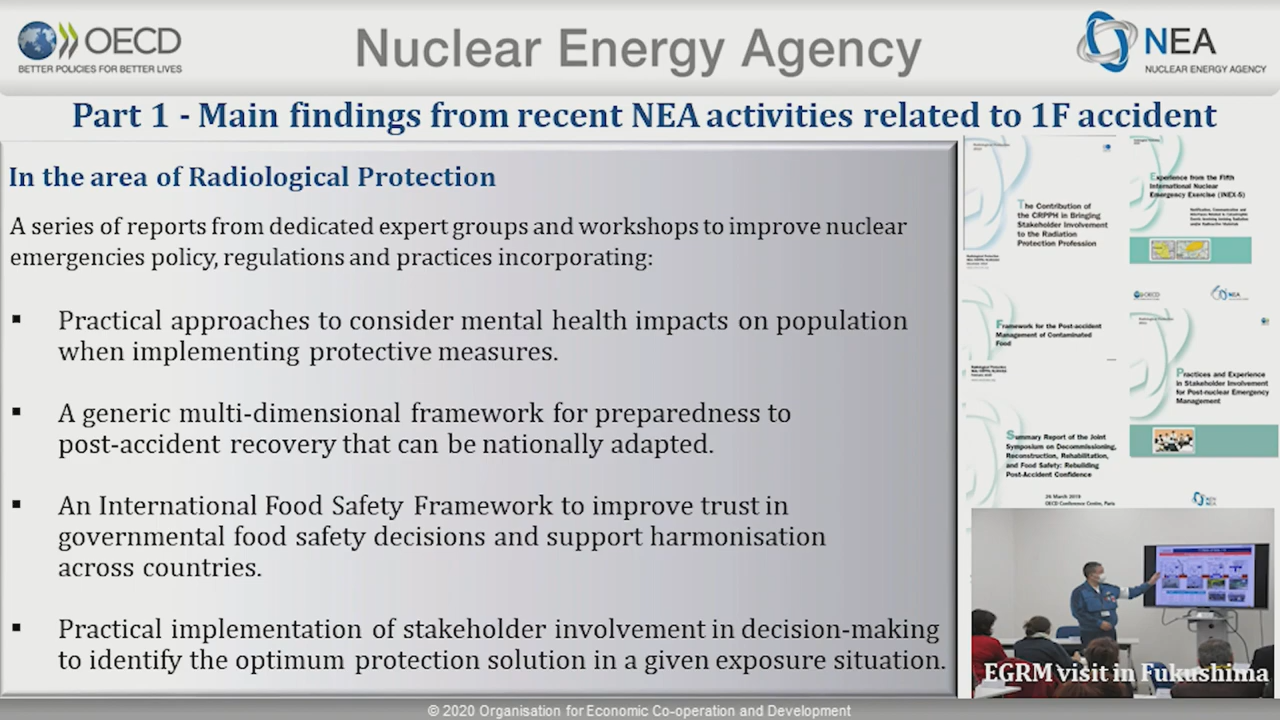 OECD
BETTER POLICIES FOR BETTER LIVES
Nuclear Energy Agency
NEA
NUCLEAR ENERGY AGENCY
Part 1 - Main findings from recent NEA activities related to 1F accident
In the area of Radiological Protection
A series of reports from dedicated expert groups and workshops to improve nuclear
emergencies policy, regulations and practices incorporating:
▪ Practical approaches to consider mental health impacts on population
when implementing protective measures.
▪ A generic multi-dimensional framework for preparedness to
post-accident recovery that can be nationally adapted.
▪ An International Food Safety Framework to improve trust in
governmental food safety decisions and support harmonisation
across countries.
▪ Practical implementation of stakeholder involvement in decision-making
to identify the optimum protection solution in a given exposure situation.
The Contribution of
the CRPPH in Bringing
Stakeholder Involvement
to the Radiation
Protection Profession
Experience from the Fifth
International Nuclear
Emergency Exercise (INEX-5)
OECD
NEA
Framework for the Post-accident
Management of Contaminated
Food
Practices and Experience
in Stakeholder Involvement
for Post-nuclear Emergency
Management
Summary Report of the Joint
Symposium on Decommissioning,
Reconstruction, Rehabilitation,
and Food Safety: Rebuilding
Post-Accident Confidence
OECD Conference Centre, Paris
EGRM visit in Fukushima
© 2020 Organisation for Economic Co-operation and Development